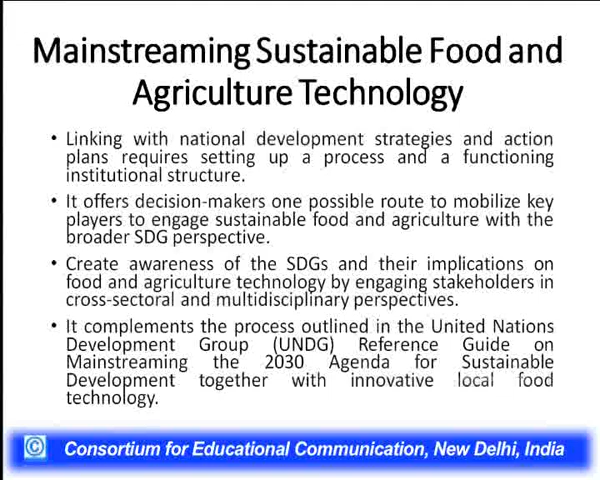 Mainstreaming Sustainable Food and
Agriculture Technology
• Linking with national development strategies and action
plans requires setting up a process and a functioning
institutional structure.
• It offers decision-makers one possible route to mobilize key
players to engage sustainable food and agriculture with the
broader SDG perspective.
• Create awareness of the SDGs and their implications on
food and agriculture technology by engaging stakeholders in
cross-sectoral and multidisciplinary perspectives.
• It complements the process outlined in the United Nations
Development Group (UNDG) Reference Guide on
Mainstreaming the 2030 Agenda for Sustainable
Development together with innovative local food
technology.
© Consortium for Educational Communication, New Delhi, India